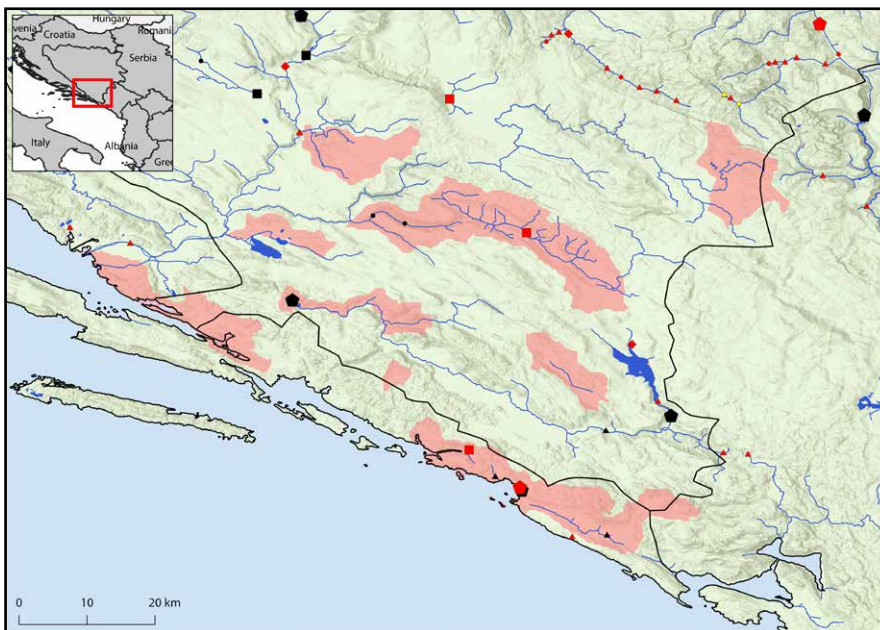 Hungary
venia
Croatia
Romani
Serbia
Italy
Albania
Gree
0
10
20 km